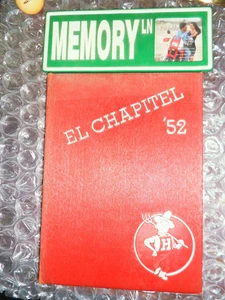 MEMORY LN
EL CHAPITEL
'52
H